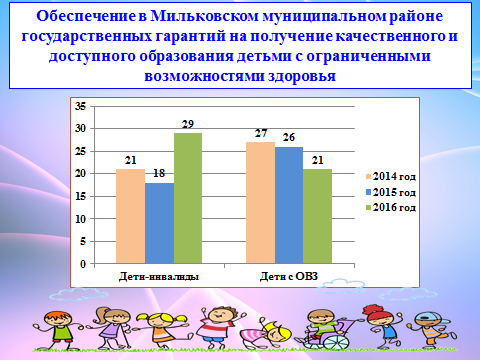 Обеспечение в Мильковском муниципальном районе
государственных гарантий на получение качественного и
доступного образования детьми с ограниченными
возможностями здоровья
35
30
25
20
15
10
5
0
21
18
29
27
26
21
Дети-инвалиды
Дети с ОВЗ
2014 год
2015 год
2016 год